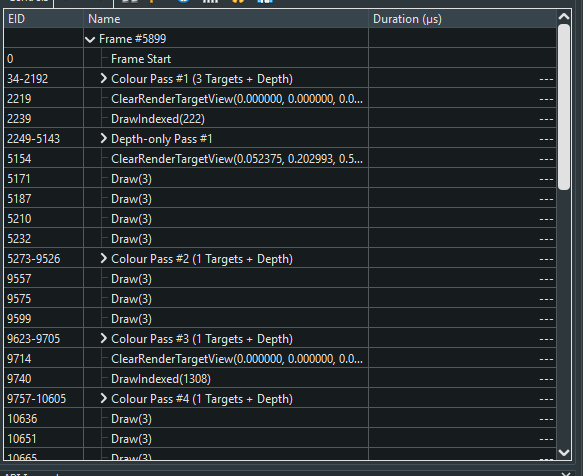 EID Name Duration (µs)
Frame #5899
0 Frame Start
34-2192 Colour Pass #1 (3 Targets + Depth) ---
2219 ClearRenderTargetView(0.000000, 0.000000, 0.0... ---
2239 DrawIndexed(222) ---
2249-5143 Depth-only Pass #1 ---
5154 ClearRenderTargetView(0.052375, 0.202993, 0.5... ---
5171 Draw(3) ---
5187 Draw(3) ---
5210 Draw(3) ---
5232 Draw(3) ---
5273-9526 Colour Pass #2 (1 Targets + Depth) ---
9557 Draw(3) ---
9575 Draw(3) ---
9599 Draw(3) ---
9623-9705 Colour Pass #3 (1 Targets + Depth) ---
9714 ClearRenderTargetView(0.000000, 0.000000, 0.0... ---
9740 DrawIndexed(1308) ---
9757-10605 Colour Pass #4 (1 Targets + Depth) ---
10636 Draw(3) ---
10651 Draw(3) ---
10665 Draw(3) ---